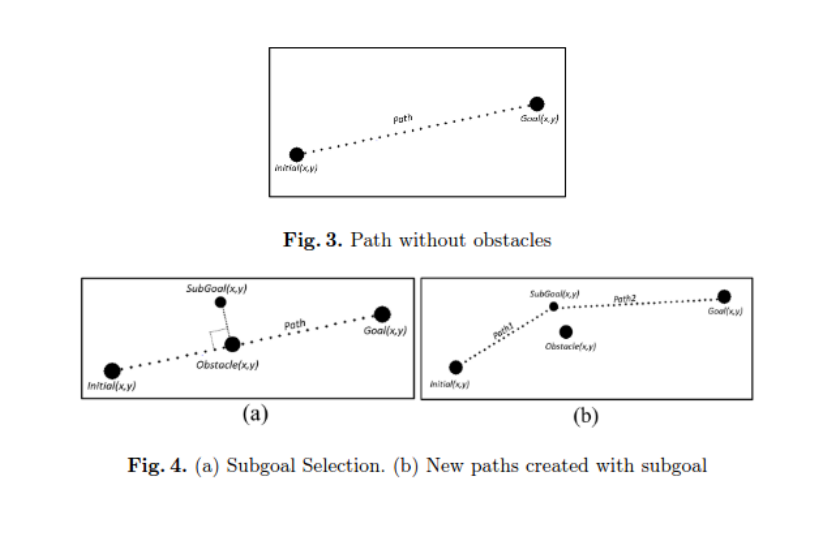 Path
Goal(x,y)
Initial(x,y)
Fig. 3. Path without obstacles
SubGoal(x,y)
Path
Goal(x,y)
Obstacle(x,y)
Initial(x,y)
(a)
SubGoal(x,y)
Path2
Goal(x,y)
Path1
Obstacle(x,y)
Initial(x,y)
(b)
Fig. 4. (a) Subgoal Selection. (b) New paths created with subgoal